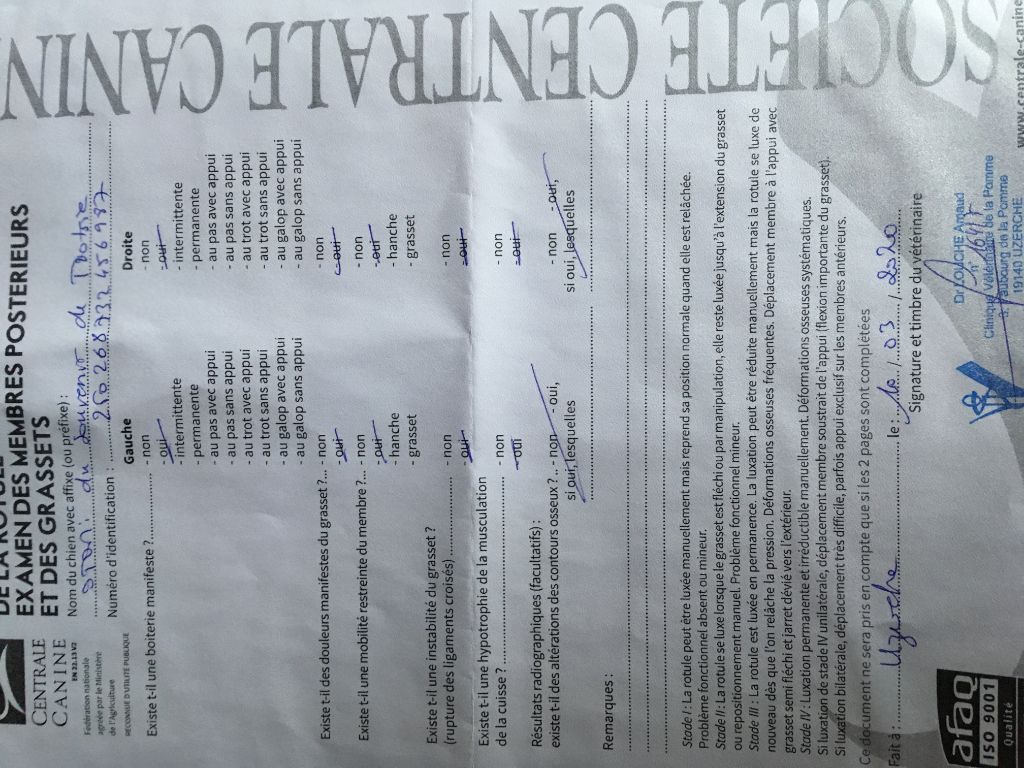 SOCIETE CENTRALE CANINE
CENTRALE
CANINE
EN 22.13 V2
Fédération nationale
agréée par le Ministère
de l'Agriculture
RECONNUE D'UTILITÉ PUBLIQUE
DE LA ROTULE
EXAMEN DES MEMBRES POSTERIEURS
ET DES GRASSETS
Nom du chien avec affixe (ou préfixe) :
du de
Numéro d'identification : 250 268 732 456 987
Gauche Droite
Existe t-il une boiterie manifeste ?
- non - non
- oui - oui
- intermittente - intermittente
- permanente - permanente
- au pas avec appui - au pas avec appui
- au pas sans appui - au pas sans appui
- au trot avec appui - au trot avec appui
- au trot sans appui - au trot sans appui
- au galop avec appui - au galop avec appui
- au galop sans appui - au galop sans appui
Existe t-il des douleurs manifestes du grasset ?... - non - non
- oui - oui
Existe t-il une mobilité restreinte du membre ?... - non - non
- oui - oui
- hanche - hanche
- grasset - grasset
Existe t-il une instabilité du grasset ?
(rupture des ligaments croisés) - non - non
- oui - oui
Existe t-il une hypotrophie de la musculation
de la cuisse ? - non - non
- oui - oui
Résultats radiographiques (facultatifs) :
existe t-il des altérations des contours osseux ? .. - non - oui, - non - oui,
si oui, lesquelles si oui, lesquelles
Remarques :
Stade I : La rotule peut être luxée manuellement mais reprend sa position normale quand elle est relâchée.
Problème fonctionnel absent ou mineur.
Stade II : La rotule se luxe lorsque le grasset est fléchi ou par manipulation, elle reste luxée jusqu'à l'extension du grasset
ou repositionnement manuel. Problème fonctionnel mineur.
Stade III : La rotule est luxée en permanence. La luxation peut être réduite manuellement mais la rotule se luxe de
nouveau dès que l'on relâche la pression. Déformations osseuses fréquentes. Déplacement membre à l'appui avec
grasset semi fléchi et jarret dévié vers l'extérieur.
Stade IV : Luxation permanente et irréductible manuellement. Déformations osseuses systématiques.
Si luxation de stade IV unilatérale, déplacement membre soustrait de l'appui (flexion importante du grasset).
Si luxation bilatérale, déplacement très difficile, parfois appui exclusif sur les membres antérieurs.
Ce document ne sera pris en compte que si les 2 pages sont complétées
Fait à : Uzerche le : 10 / 03 / 2020
Signature et timbre du vétérinaire
Clinique Vétérinaire de la Pomme
Faubourg de la Pomme
19140 UZERCHE
afaq
ISO 9001
Qualité
www.centrale-canine